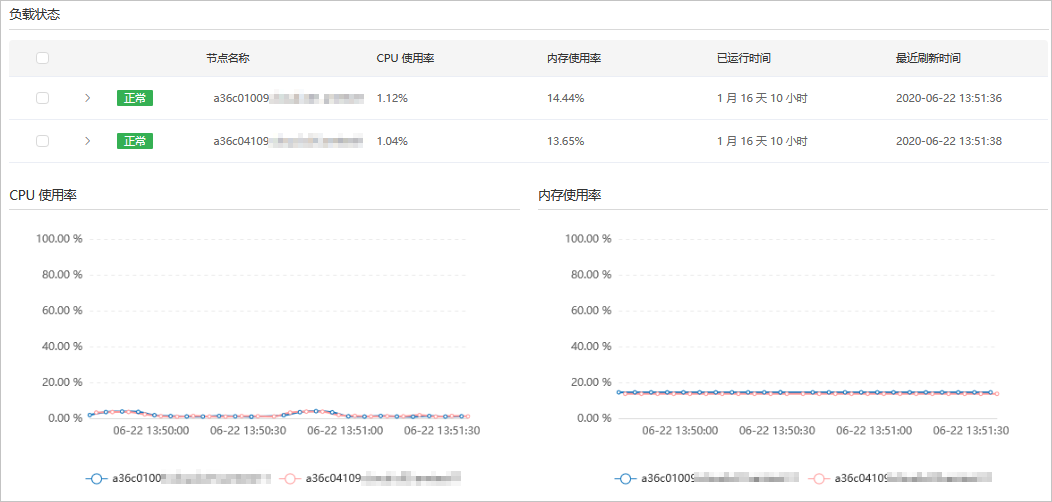 负载状态
节点名称 CPU 使用率 内存使用率 已运行时间 最近刷新时间
正常 a36c01009 1.12% 14.44% 1 月 16 天 10 小时 2020-06-22 13:51:36
正常 a36c04109 1.04% 13.65% 1 月 16 天 10 小时 2020-06-22 13:51:38
CPU 使用率 内存使用率
100.00 % 100.00 %
80.00 % 80.00 %
60.00 % 60.00 %
40.00 % 40.00 %
20.00 % 20.00 %
0.00 % 0.00 %
06-22 13:50:00 06-22 13:50:30 06-22 13:51:00 06-22 13:51:30 06-22 13:50:00 06-22 13:50:30 06-22 13:51:00 06-22 13:51:30
a36c0100 a36c04109 a36c01009 a36c04109